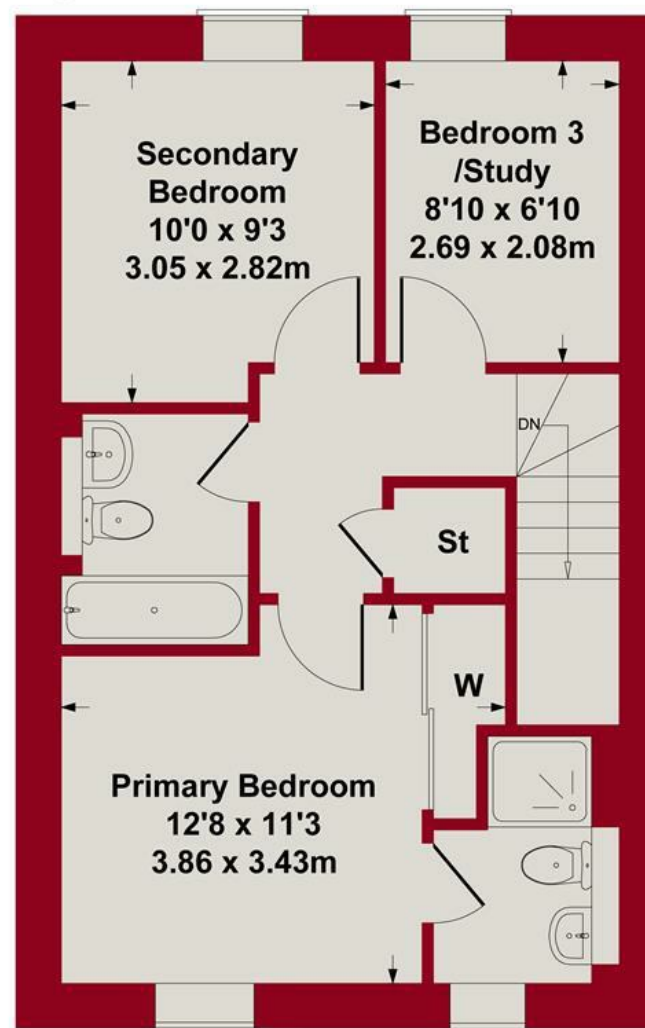 Secondary
Bedroom
10'0 x 9'3
3.05 x 2.82m
Bedroom 3
/Study
8'10 x 6'10
2.69 x 2.08m
DN
St
W
Primary Bedroom
12'8 x 11'3
3.86 x 3.43m